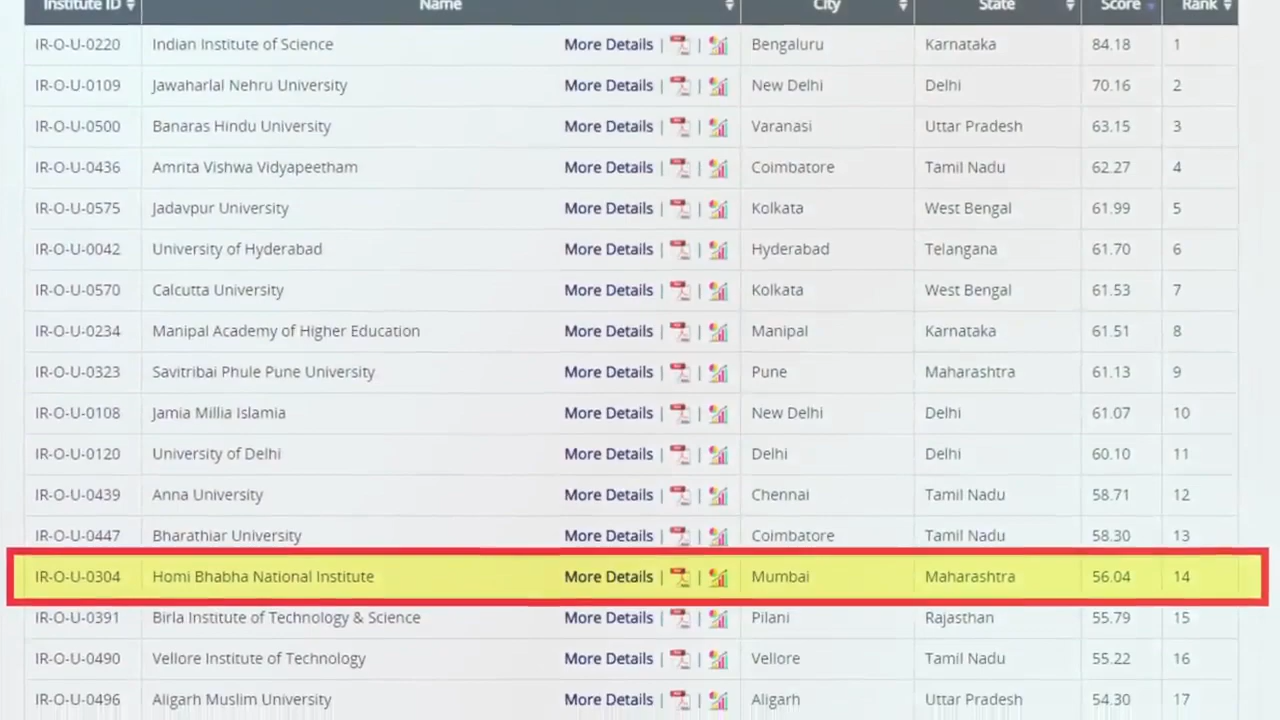 Institute ID Name City State Score Rank
IR-O-U-0220 Indian Institute of Science More Details | | Bengaluru Karnataka 84.18 1
IR-O-U-0109 Jawaharlal Nehru University More Details | | New Delhi Delhi 70.16 2
IR-O-U-0500 Banaras Hindu University More Details | | Varanasi Uttar Pradesh 63.15 3
IR-O-U-0436 Amrita Vishwa Vidyapeetham More Details | | Coimbatore Tamil Nadu 62.27 4
IR-O-U-0575 Jadavpur University More Details | | Kolkata West Bengal 61.99 5
IR-O-U-0042 University of Hyderabad More Details | | Hyderabad Telangana 61.70 6
IR-O-U-0570 Calcutta University More Details | | Kolkata West Bengal 61.53 7
IR-O-U-0234 Manipal Academy of Higher Education More Details | | Manipal Karnataka 61.51 8
IR-O-U-0323 Savitribai Phule Pune University More Details | | Pune Maharashtra 61.13 9
IR-O-U-0108 Jamia Millia Islamia More Details | | New Delhi Delhi 61.07 10
IR-O-U-0120 University of Delhi More Details | | Delhi Delhi 60.10 11
IR-O-U-0439 Anna University More Details | | Chennai Tamil Nadu 58.71 12
IR-O-U-0447 Bharathiar University More Details | | Coimbatore Tamil Nadu 58.30 13
IR-O-U-0304 Homi Bhabha National Institute More Details | | Mumbai Maharashtra 56.04 14
IR-O-U-0391 Birla Institute of Technology & Science More Details | | Pilani Rajasthan 55.79 15
IR-O-U-0490 Vellore Institute of Technology More Details | | Vellore Tamil Nadu 55.22 16
IR-O-U-0496 Aligarh Muslim University More Details | | Aligarh Uttar Pradesh 54.30 17